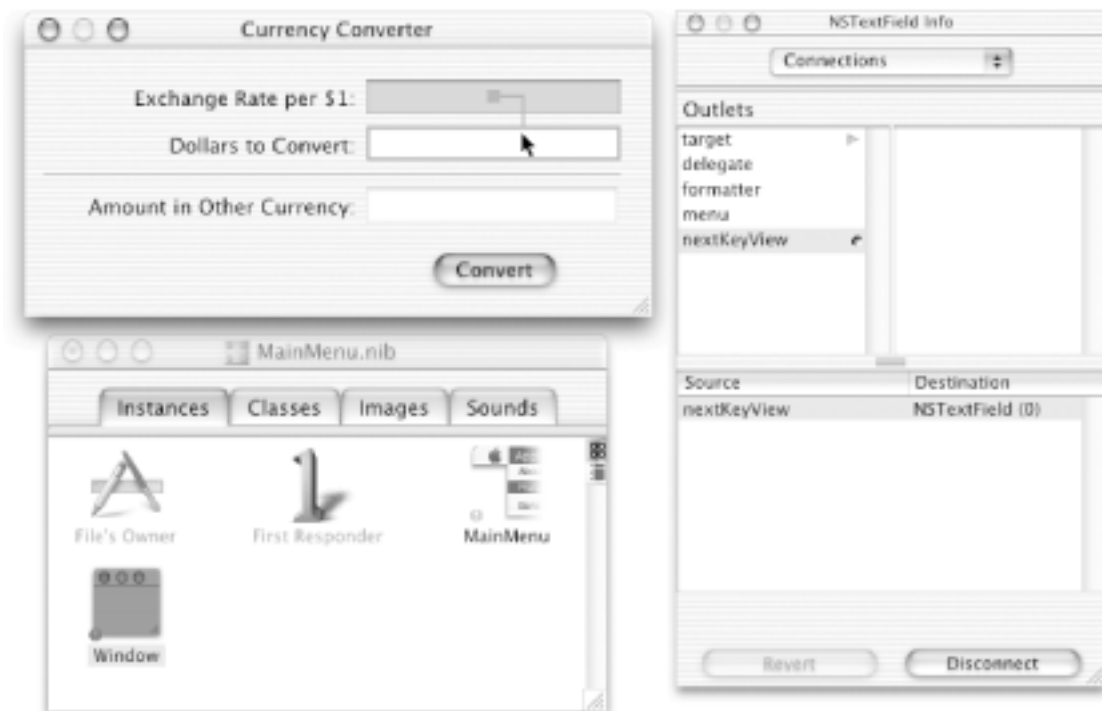 Currency Converter
Exchange Rate per $1:
Dollars to Convert:
Amount in Other Currency:
Convert
NSTextField Info
Connections
Outlets
target
delegate
formatter
menu
nextKeyView
Source Destination
nextKeyView NSTextField (0)
Revert Disconnect
MainMenu.nib
Instances Classes Images Sounds
File's Owner First Responder MainMenu
Window